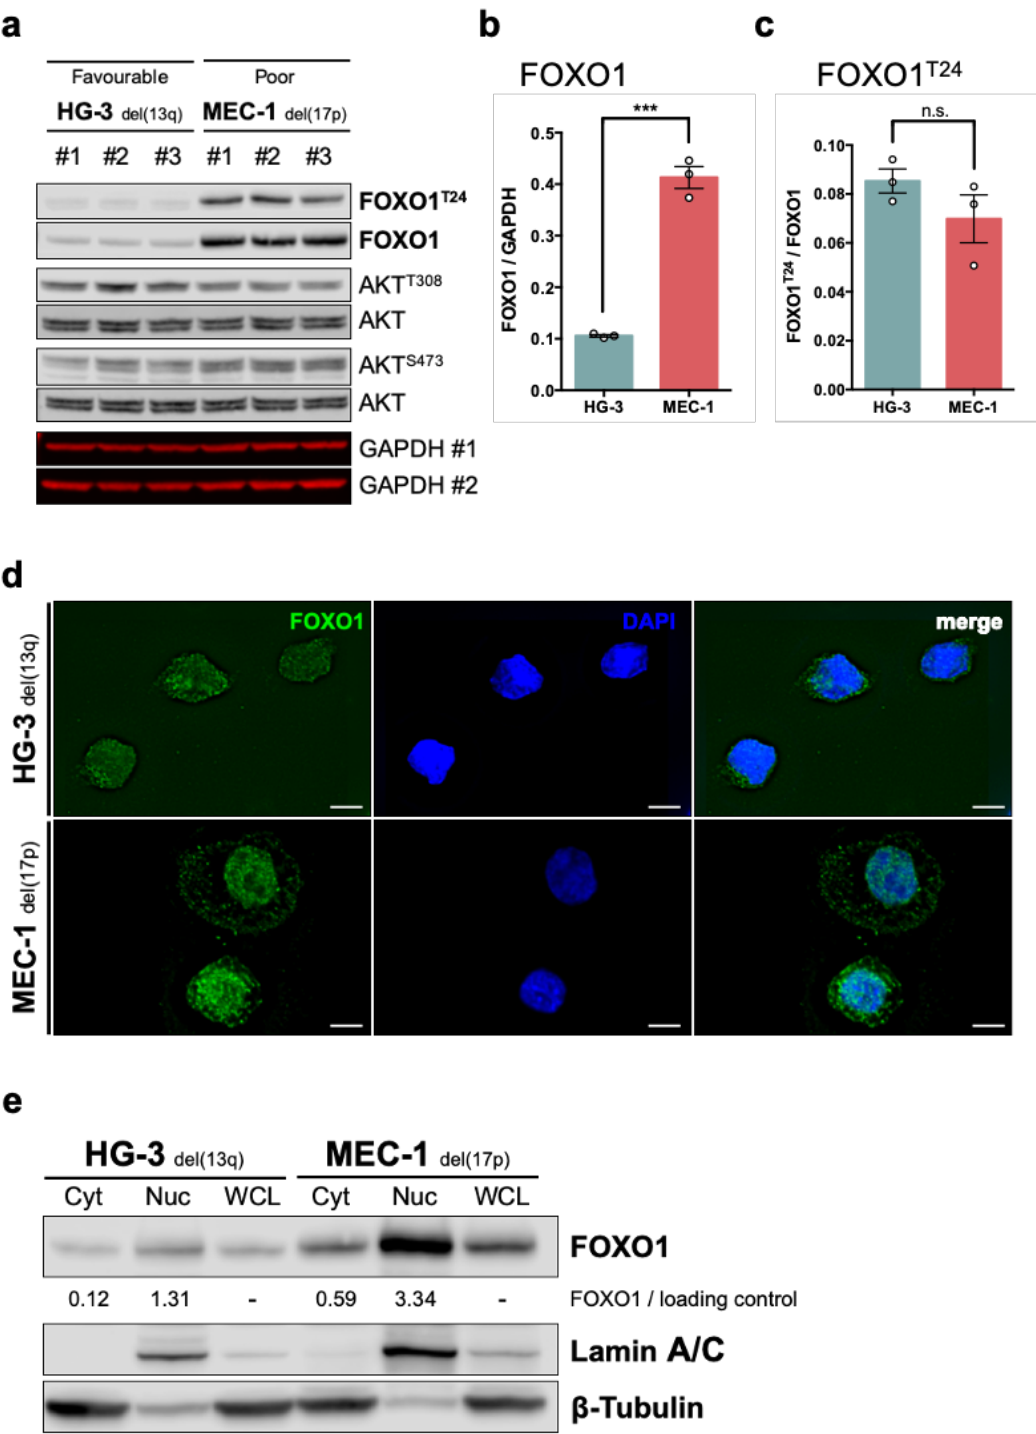 a
Favourable Poor
HG-3 del(13q) MEC-1 del(17p)
#1 #2 #3 #1 #2 #3
FOXO1T24
FOXO1
AKTT308
AKT
AKTS473
AKT
GAPDH #1
GAPDH #2
b
FOXO1
***
FOXO1 / GAPDH
0.5
0.4
0.3
0.2
0.1
0.0
HG-3 MEC-1
c
FOXO1T24
n.s.
FOXO1T24 / FOXO1
0.10
0.08
0.06
0.04
0.02
0.00
HG-3 MEC-1
d
FOXO1 DAPI merge
HG-3 del(13q)
MEC-1 del(17p)
e
HG-3 del(13q) MEC-1 del(17p)
Cyt Nuc WCL Cyt Nuc WCL
FOXO1
0.12 1.31 - 0.59 3.34 - FOXO1 / loading control
Lamin A/C
β-Tubulin